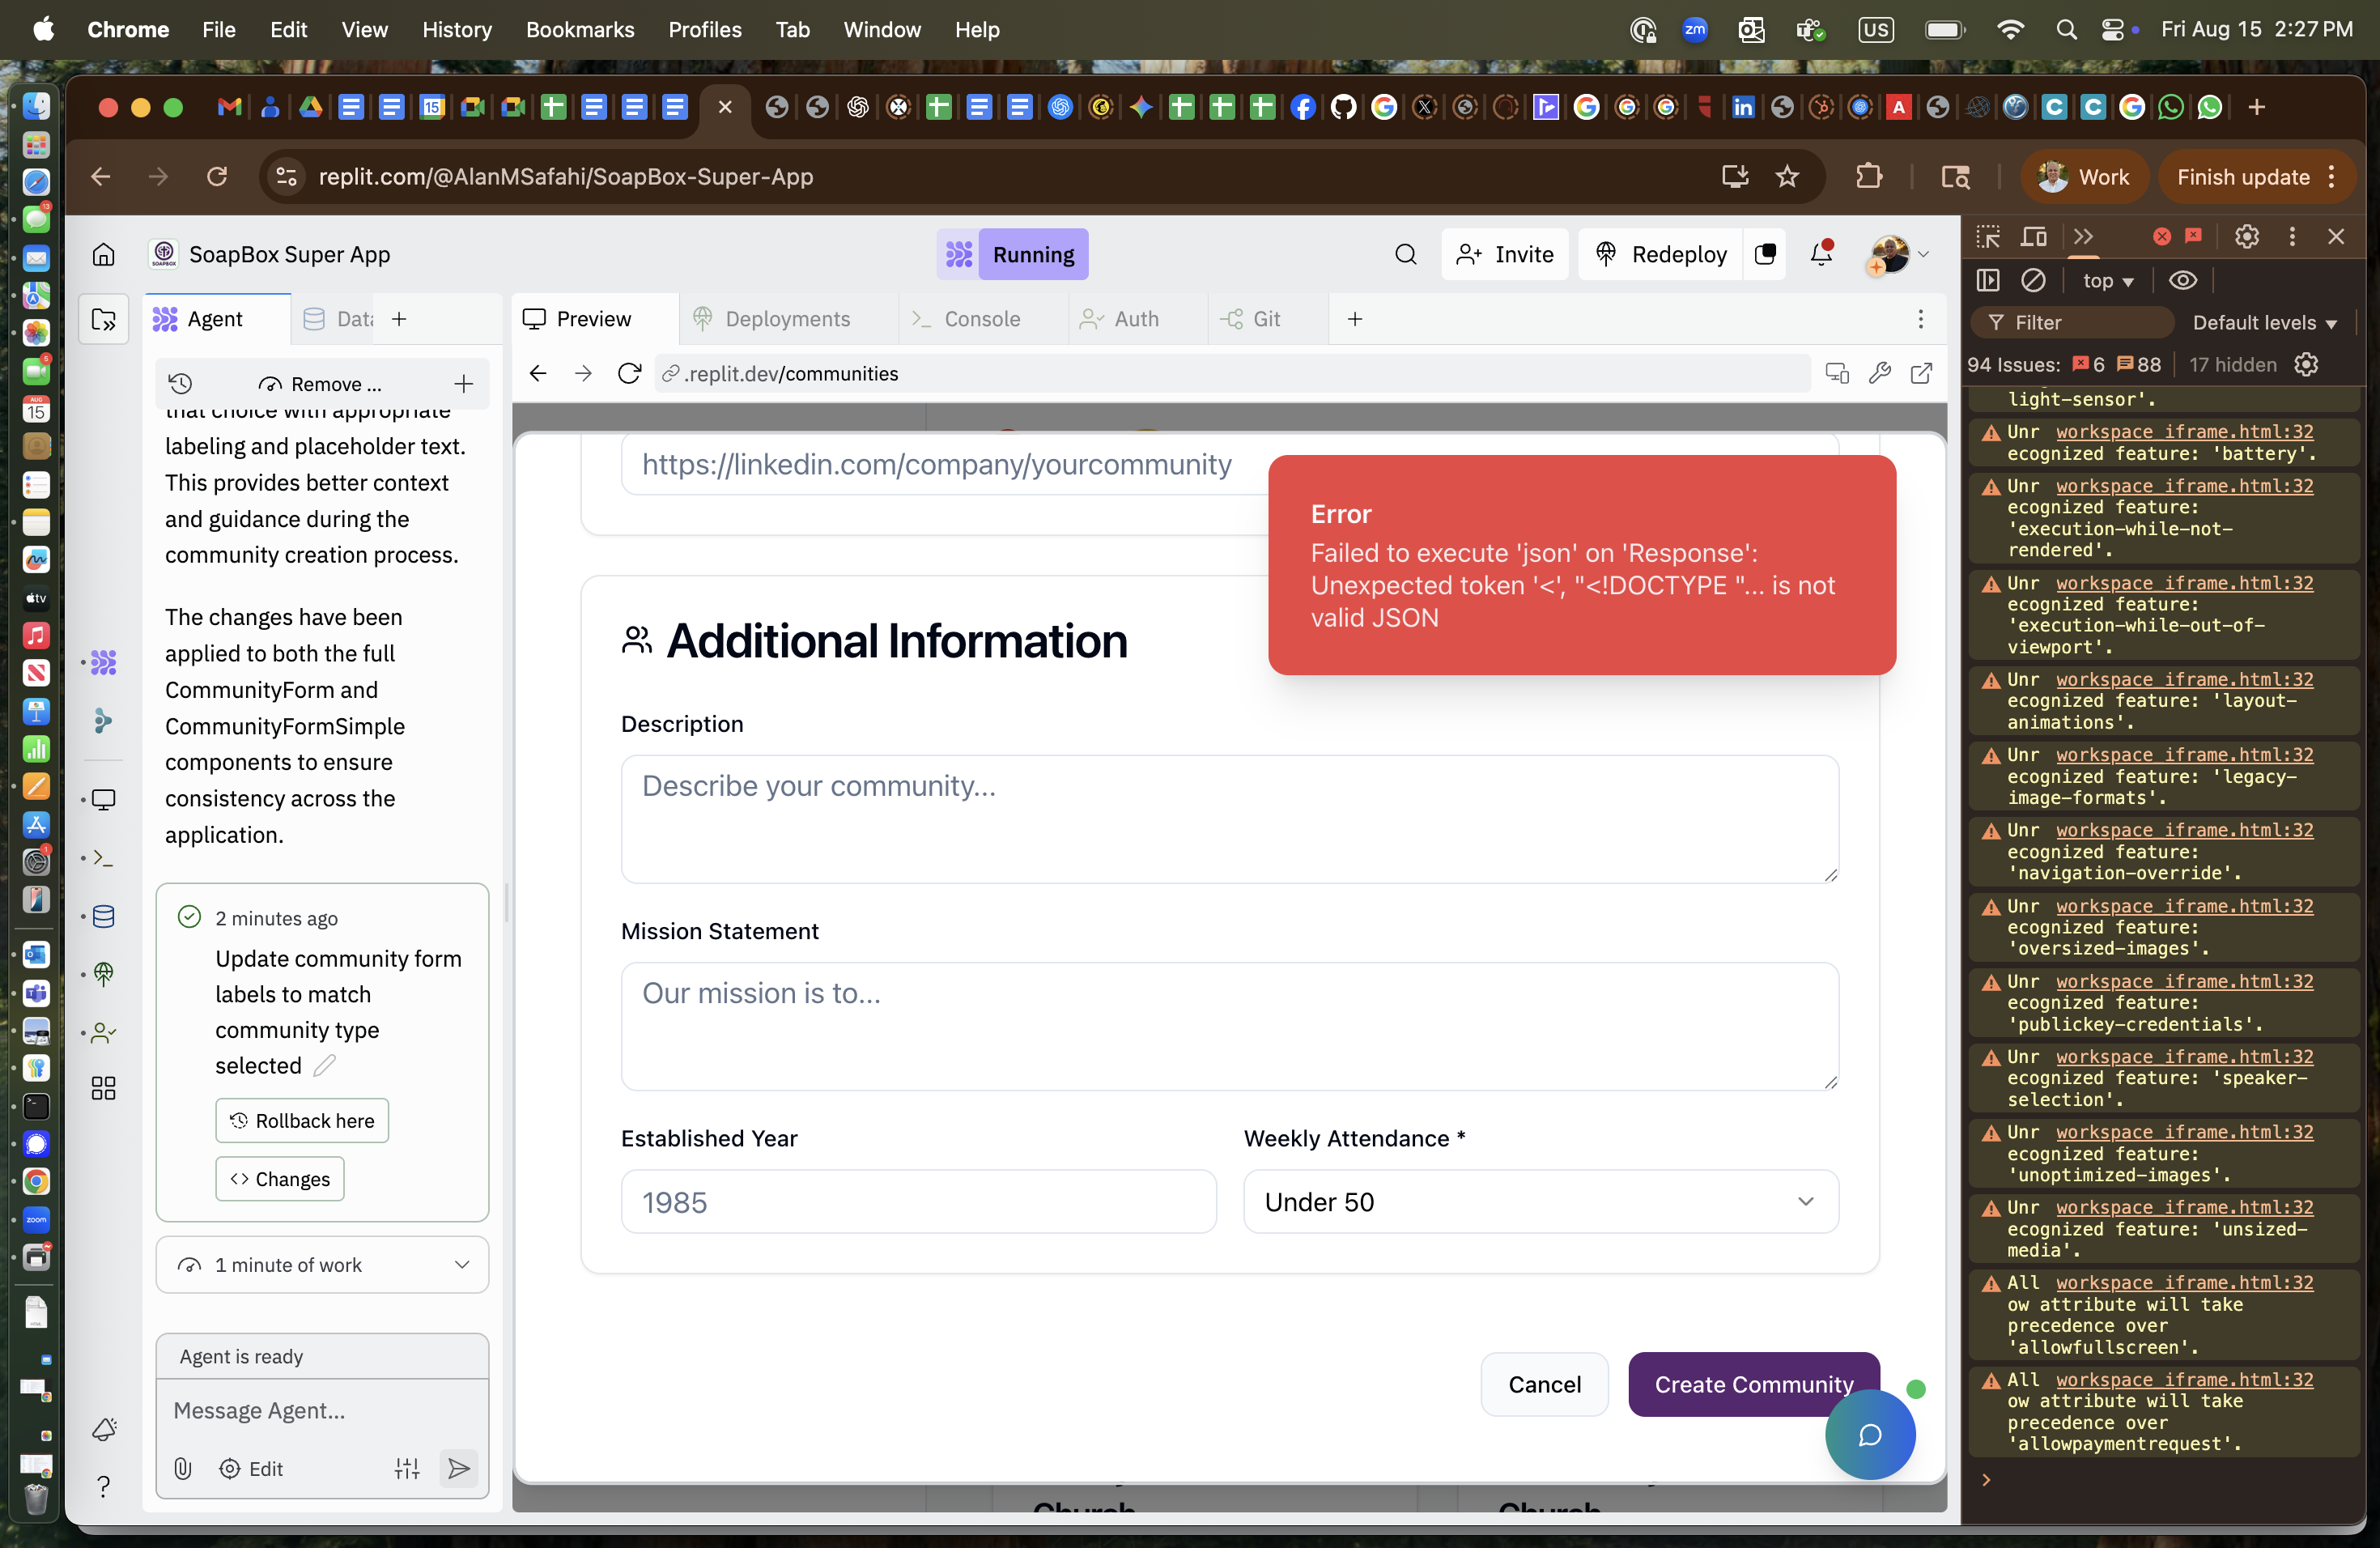 Chrome File Edit View History Bookmarks Profiles Tab Window Help
zm US Fri Aug 15 2:27 PM
replit.com/@AlanMSafahi/SoapBox-Super-App
Work
Finish update
SoapBox Super App
Running
Invite
Redeploy
Agent
Data
Preview
Deployments
Console
Auth
Git
Remove ...
that choice with appropriate
labeling and placeholder text.
This provides better context
and guidance during the
community creation process.
The changes have been
applied to both the full
CommunityForm and
CommunityFormSimple
components to ensure
consistency across the
application.
2 minutes ago
Update community form
labels to match
community type
selected
Rollback here
<> Changes
1 minute of work
Agent is ready
Message Agent...
Edit
.replit.dev/communities
https://linkedin.com/company/yourcommunity
Error
Failed to execute 'json' on 'Response':
Unexpected token '<', "<!DOCTYPE "... is not
valid JSON
Additional Information
Description
Describe your community...
Mission Statement
Our mission is to...
Established Year
1985
Weekly Attendance *
Under 50
Cancel
Create Community
Church
Church
top
Filter
Default levels
94 Issues: 6 88 17 hidden
light-sensor'.
Unr workspace_iframe.html:32
ecognized feature: 'battery'.
Unr workspace_iframe.html:32
ecognized feature:
'execution-while-not-
rendered'.
Unr workspace_iframe.html:32
ecognized feature:
'execution-while-out-of-
viewport'.
Unr workspace_iframe.html:32
ecognized feature: 'layout-
animations'.
Unr workspace_iframe.html:32
ecognized feature: 'legacy-
image-formats'.
Unr workspace_iframe.html:32
ecognized feature:
'navigation-override'.
Unr workspace_iframe.html:32
ecognized feature:
'oversized-images'.
Unr workspace_iframe.html:32
ecognized feature:
'publickey-credentials'.
Unr workspace_iframe.html:32
ecognized feature: 'speaker-
selection'.
Unr workspace_iframe.html:32
ecognized feature:
'unoptimized-images'.
Unr workspace_iframe.html:32
ecognized feature: 'unsized-
media'.
All workspace_iframe.html:32
ow attribute will take
precedence over
'allowfullscreen'.
All workspace_iframe.html:32
ow attribute will take
precedence over
'allowpaymentrequest'.